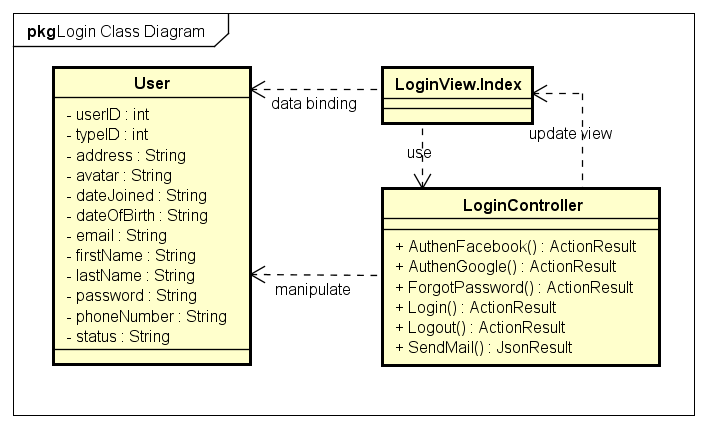 pkg Login Class Diagram
User
- userID : int
- typeID : int
- address : String
- avatar : String
- dateJoined : String
- dateOfBirth : String
- email : String
- firstName : String
- lastName : String
- password : String
- phoneNumber : String
- status : String
data binding
LoginView.Index
use
update view
manipulate
LoginController
+ AuthenFacebook() : ActionResult
+ AuthenGoogle() : ActionResult
+ ForgotPassword() : ActionResult
+ Login() : ActionResult
+ Logout() : ActionResult
+ SendMail() : JsonResult